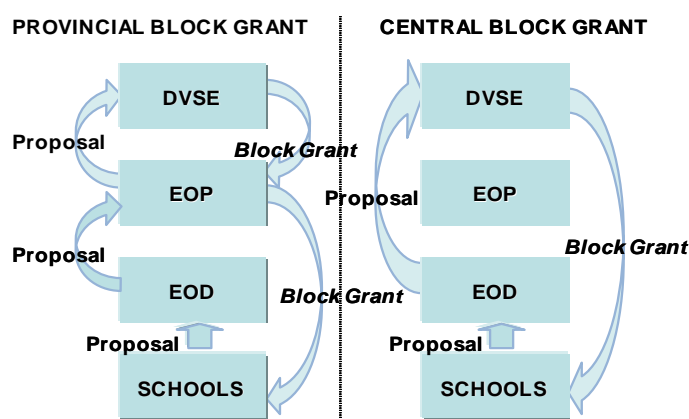 PROVINCIAL BLOCK GRANT
DVSE
Proposal
Block Grant
EOP
Proposal
EOD
Block Grant
Proposal
SCHOOLS
CENTRAL BLOCK GRANT
DVSE
EOP
Proposal
Block Grant
EOD
Proposal
SCHOOLS